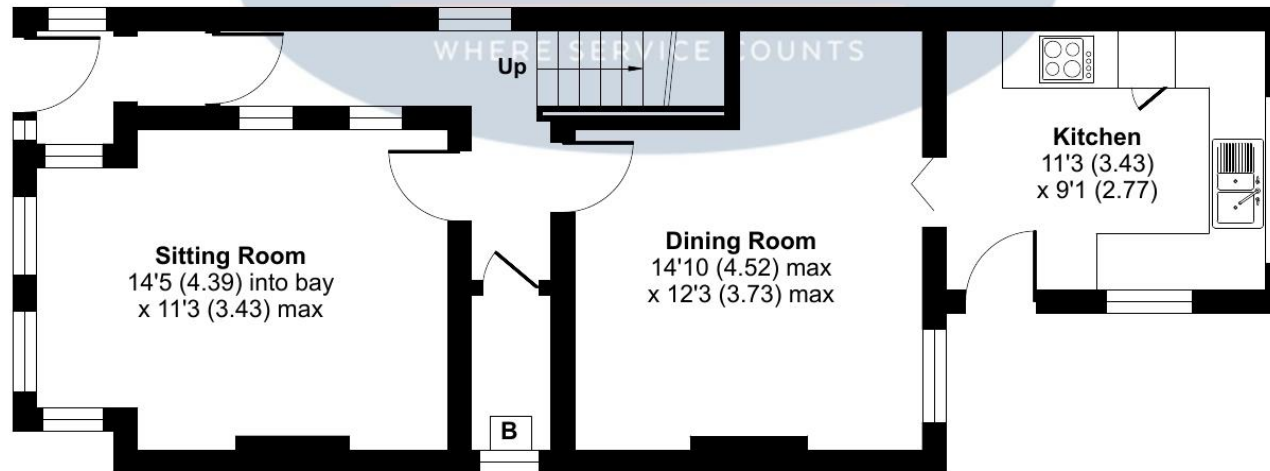 WHERE SERVICE COUNTS
Up
Kitchen
11'3 (3.43)
x 9'1 (2.77)
Sitting Room
14'5 (4.39) into bay
x 11'3 (3.43) max
Dining Room
14'10 (4.52) max
x 12'3 (3.73) max
B